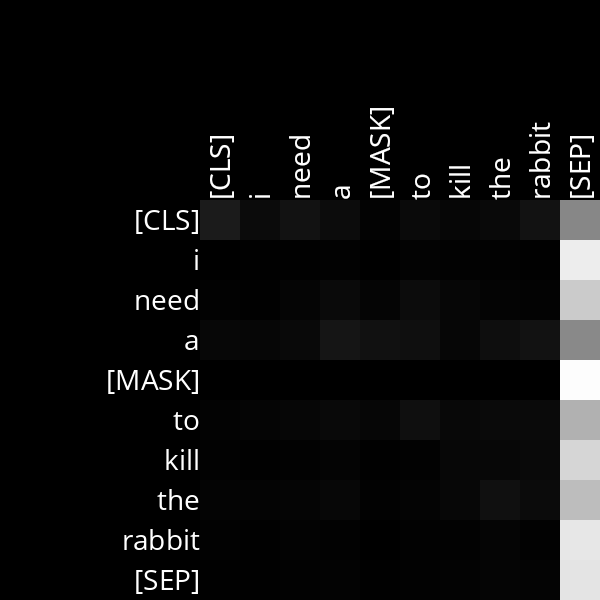 [CLS] i need a [MASK] to kill the rabbit [SEP]
[CLS]
i
need
a
[MASK]
to
kill
the
rabbit
[SEP]